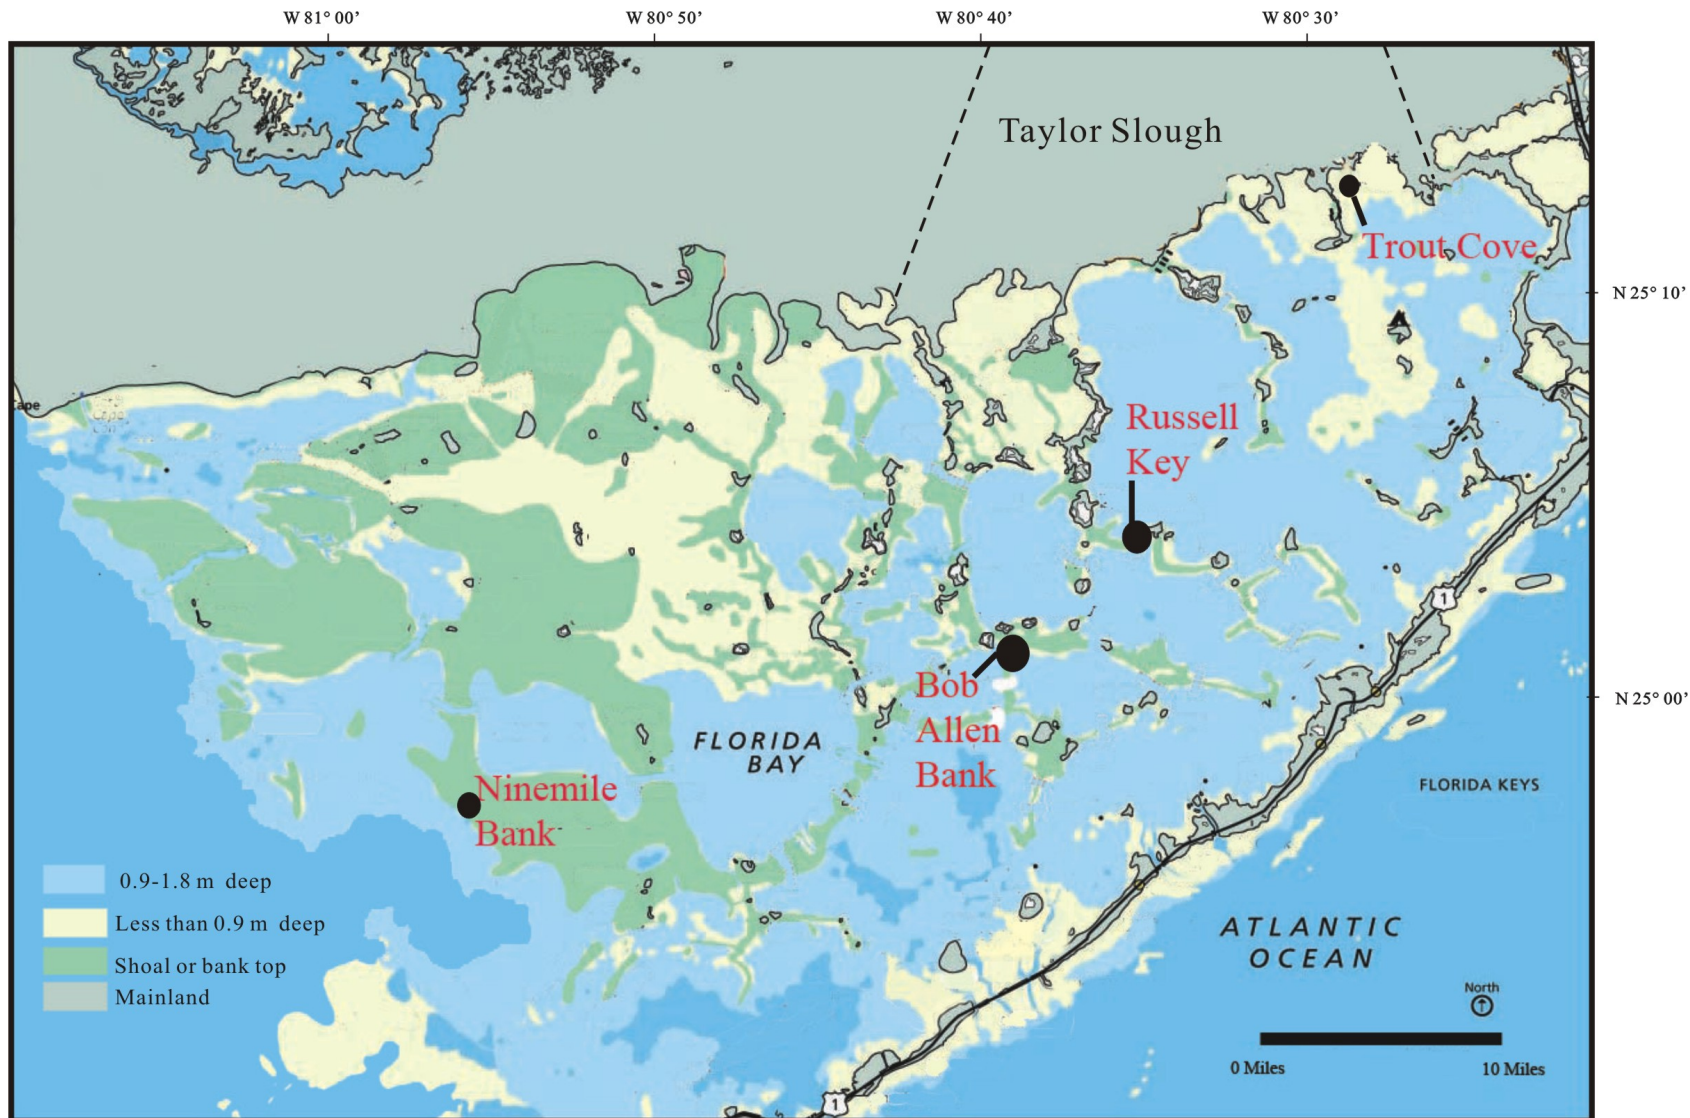 W 81° 00'
W 80° 50'
W 80° 40'
W 80° 30'
Taylor Slough
Trout Cove
N 25° 10'
Cape
Russell
Key
1
Bob
Allen
Bank
N 25° 00'
FLORIDA
BAY
Ninemile
Bank
FLORIDA KEYS
0.9-1.8 m deep
Less than 0.9 m deep
Shoal or bank top
Mainland
ATLANTIC
OCEAN
North
0 Miles
10 Miles
1